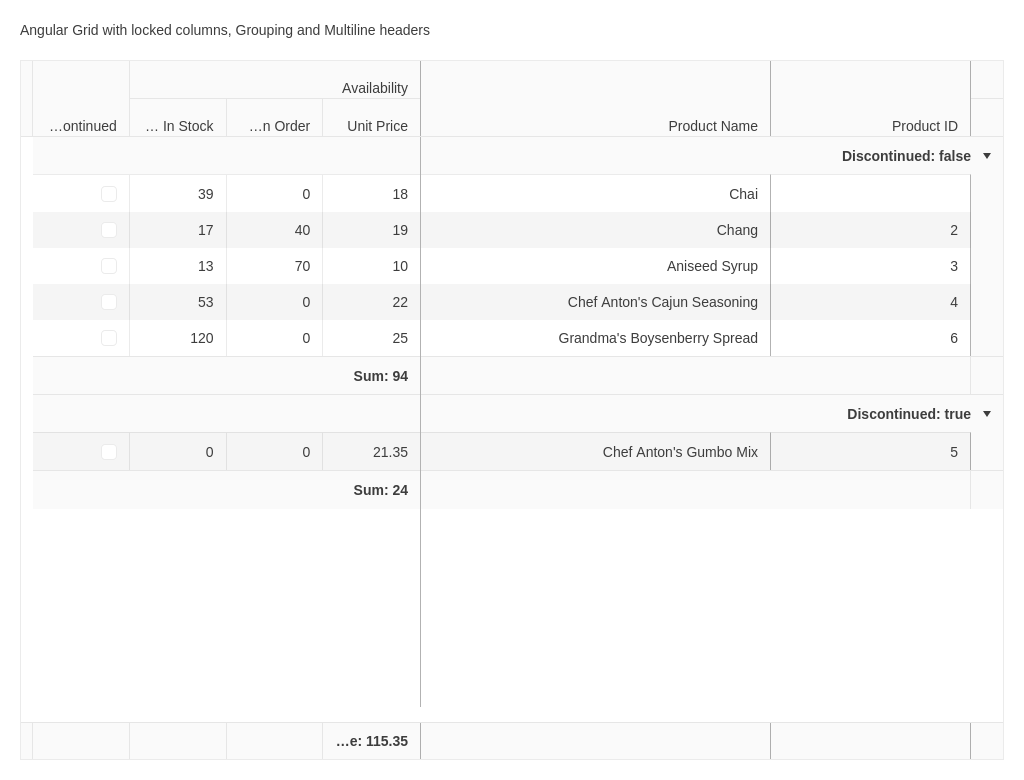 Angular Grid with locked columns, Grouping and Multiline headers
Availability
…ontinued … In Stock …n Order Unit Price Product Name Product ID
Discontinued: false
39 0 18 Chai
17 40 19 Chang 2
13 70 10 Aniseed Syrup 3
53 0 22 Chef Anton's Cajun Seasoning 4
120 0 25 Grandma's Boysenberry Spread 6
Sum: 94
Discontinued: true
0 0 21.35 Chef Anton's Gumbo Mix 5
Sum: 24
…e: 115.35